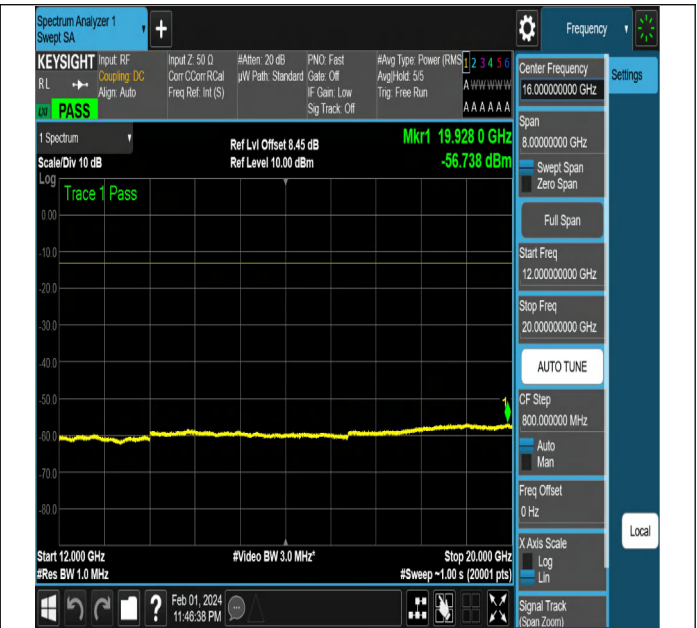 Spectrum Analyzer 1
Swept SA
Frequency
KEYSIGHT
RL
Input: RF
Coupling: DC
Align: Auto
Input Z: 50 Ω
Corr CCorr RCal
Freq Ref: Int (S)
#Atten: 20 dB
µW Path: Standard
PNO: Fast
Gate: Off
IF Gain: Low
Sig Track: Off
#Avg Type: Power (RMS
Avg|Hold: 5/5
Trig: Free Run
1 2 3 4 5 6
A W W W W W
A A A A A A
PASS
1 Spectrum
Scale/Div 10 dB
Ref Lvl Offset 8.45 dB
Ref Level 10.00 dBm
Mkr1 19.928 0 GHz
-56.738 dBm
Log
Trace 1 Pass
0.00
-10.0
-20.0
-30.0
-40.0
-50.0
-60.0
-70.0
-80.0
1
Start 12.000 GHz
#Res BW 1.0 MHz
#Video BW 3.0 MHz*
Stop 20.000 GHz
#Sweep ~1.00 s (20001 pts)
?
Feb 01, 2024
11:46:38 PM
Center Frequency
16.000000000 GHz
Settings
Span
8.00000000 GHz
Swept Span
Zero Span
Full Span
Start Freq
12.000000000 GHz
Stop Freq
20.000000000 GHz
AUTO TUNE
CF Step
800.000000 MHz
Auto
Man
Freq Offset
0 Hz
X Axis Scale
Log
Lin
Local
Signal Track
(Span Zoom)